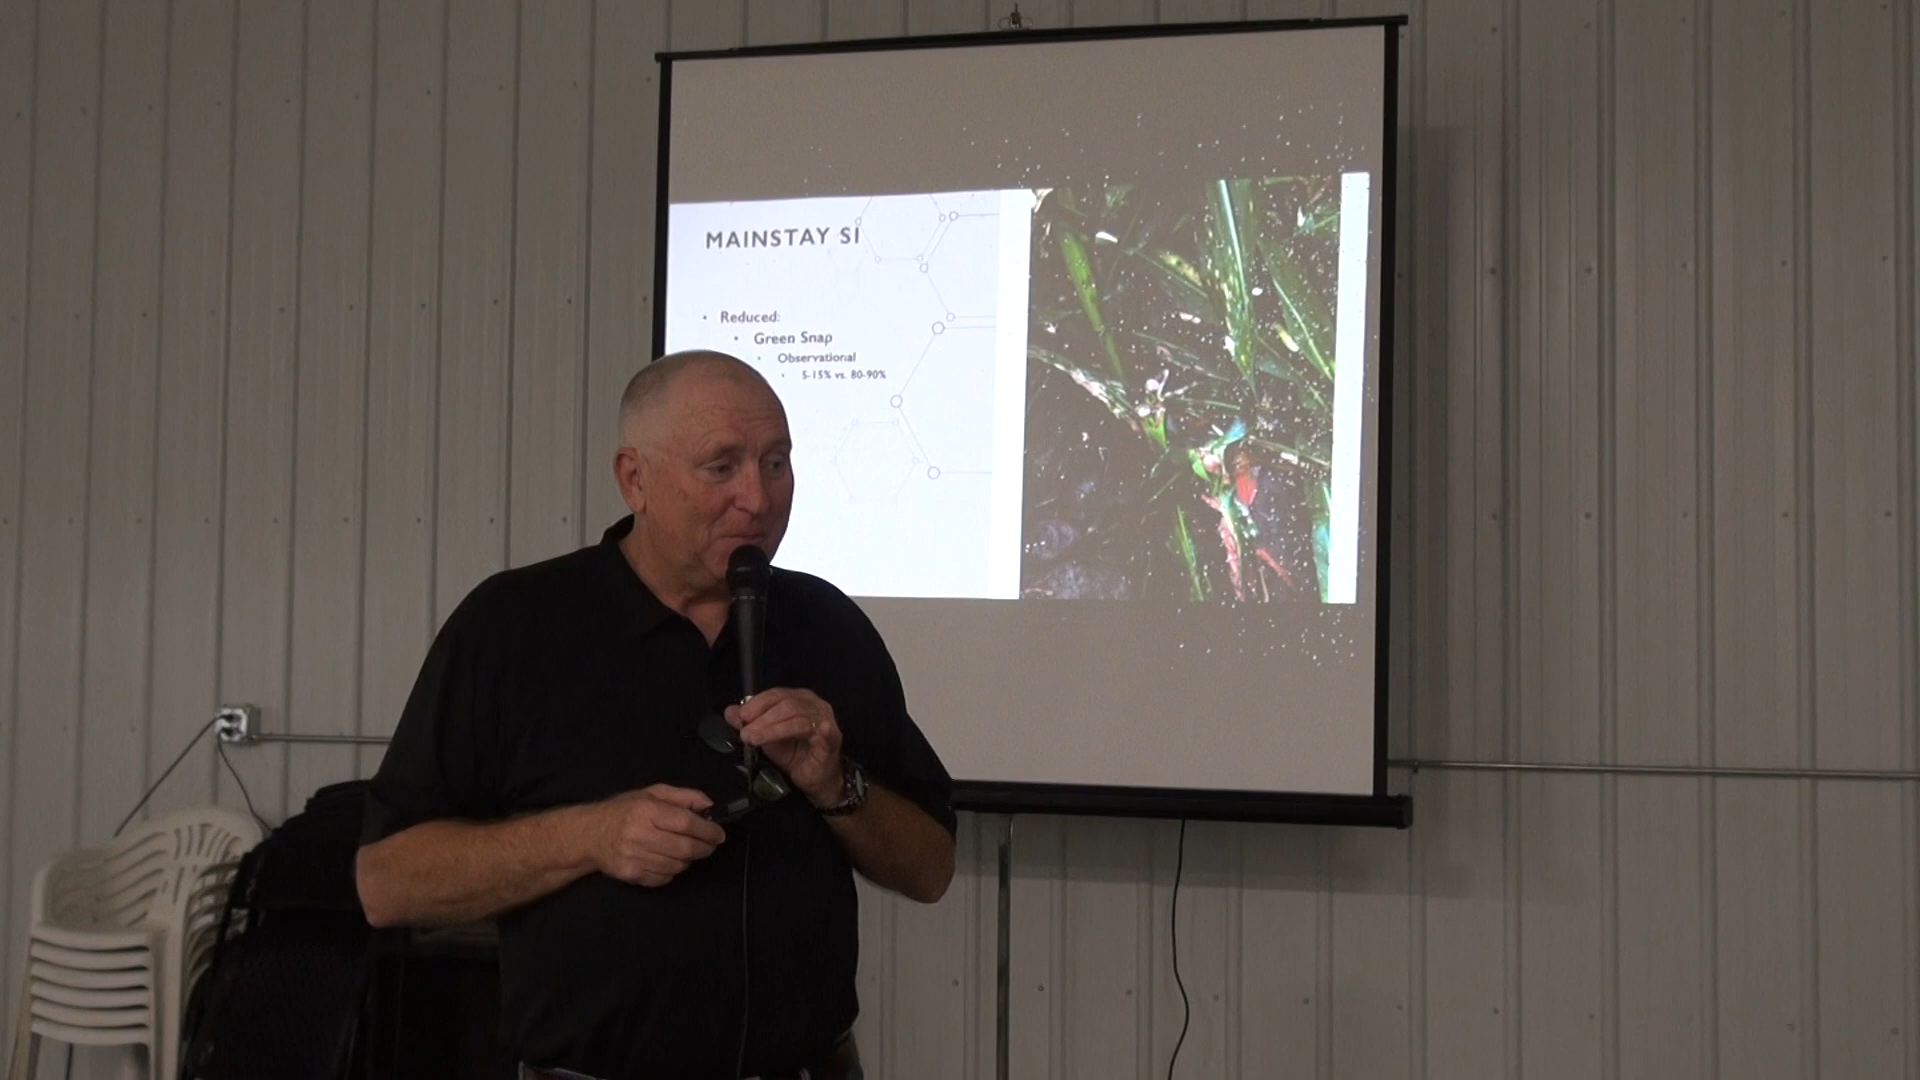 MAINSTAY SI
• Reduced:
• Green Snap
• Observational
• 5-15% vs. 80-90%